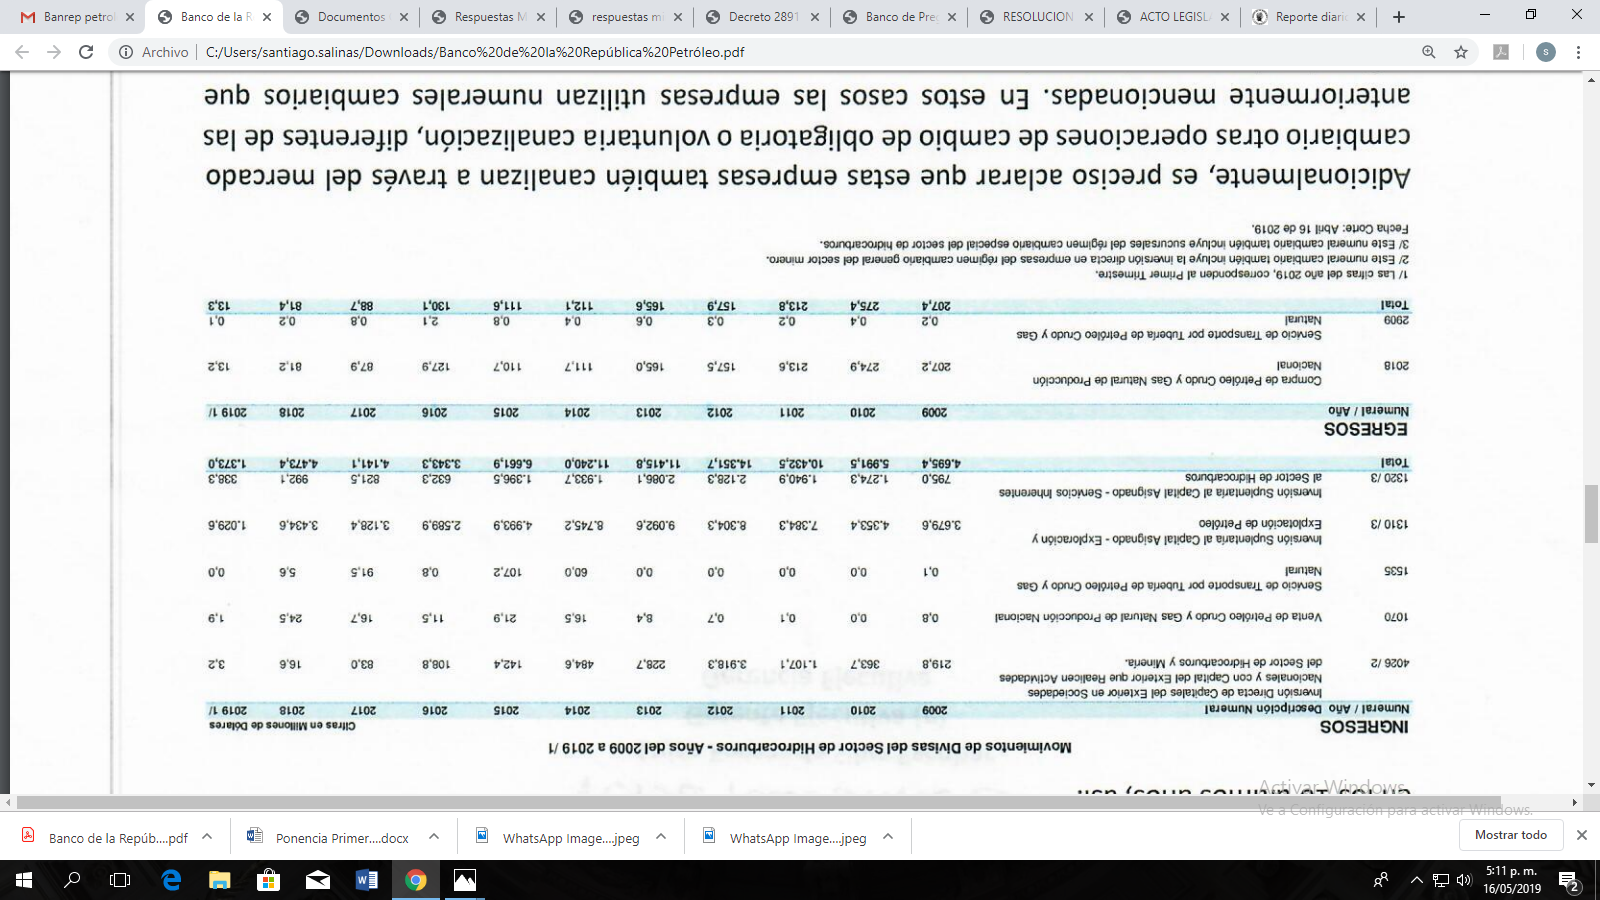 Banrep petrol
Banco de la R
Documentos
Respuestas M
respuestas mi
Decreto 2891
Banco de Pre
RESOLUCION
ACTO LEGISL
Reporte diari
Archivo C:/Users/santiago.salinas/Downloads/Banco%20de%20la%20República%20Petróleo.pdf
Movimientos de Divisas del Sector de Hidrocarburos - Años del 2009 a 2019 /1
INGRESOS Cifras en Millones de Dólares
Numeral / Año Descripción Numeral 2009 2010 2011 2012 2013 2014 2015 2016 2017 2018 2019 1/
Inversión Directa de Capitales del Exterior en Sociedades
Nacionales y con Capital del Exterior que Realicen Actividades
4026 /2 del Sector de Hidrocarburos y Minería. 219,8 363,7 1.107,1 3.918,3 228,7 484,6 142,4 108,8 83,0 16,6 3,2
1070 Venta de Petróleo Crudo y Gas Natural de Producción Nacional 0,8 0,0 0,1 0,7 8,4 16,5 21,9 11,5 16,7 24,5 1,9
Servicio de Transporte por Tubería de Petróleo Crudo y Gas
1535 Natural 0,1 0,0 0,0 0,0 0,0 60,0 107,2 0,8 91,5 5,6 0,0
Inversión Suplentaria al Capital Asignado - Exploración y
1310 /3 Explotación de Petróleo 3.679,6 4.353,4 7.384,3 8.304,3 9.092,6 8.745,2 4.993,9 2.589,9 3.128,4 3.434,6 1.029,6
Inversión Suplentaria al Capital Asignado - Servicios Inherentes
1320 /3 al Sector de Hidrocarburos 795,0 1.274,3 1.940,9 2.128,3 2.086,1 1.933,7 1.396,5 632,3 821,5 992,1 338,3
Total 4.695,4 5.991,5 10.432,5 14.351,7 11.415,8 11.240,0 6.661,9 3.343,3 4.141,1 4.473,4 1.373,0
EGRESOS
Numeral / Año 2009 2010 2011 2012 2013 2014 2015 2016 2017 2018 2019 1/
Compra de Petróleo Crudo y Gas Natural de Producción
2018 Nacional 207,2 274,9 213,6 157,5 165,0 111,7 110,7 127,9 87,9 81,2 13,2
Servicio de Transporte por Tubería de Petróleo Crudo y Gas
2909 Natural 0,2 0,4 0,2 0,3 0,6 0,4 0,8 2,1 0,8 0,2 0,1
Total 207,4 275,4 213,8 157,9 165,6 112,1 111,6 130,1 88,7 81,4 13,3
1/ Las cifras del año 2019, corresponden al Primer Trimestre.
2/ Este numeral cambiario también incluye la inversión directa en empresas del régimen cambiario general del sector minero.
3/ Este numeral cambiario también incluye sucursales del régimen cambiario especial del sector de hidrocarburos.
Fecha Corte: Abril 16 de 2019.
Adicionalmente, es preciso aclarar que estas empresas también canalizan a través del mercado
cambiario otras operaciones de cambio de obligatoria o voluntaria canalización, diferentes de las
anteriormente mencionadas. En estos casos las empresas utilizan numerales cambiarios que
Activar Windows
Ve a Configuración para activar Windows.
Banco de la Repúb....pdf
Ponencia Primer....docx
WhatsApp Image....jpeg
WhatsApp Image....jpeg
Mostrar todo
5:11 p. m.
16/05/2019
2